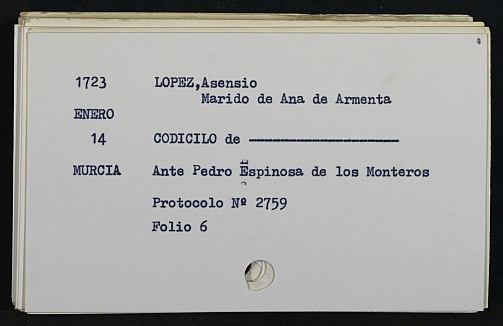 1723 LOPEZ,Asensio
Marido de Ana de Armenta
ENERO
14 CODICILO de -------------------
MURCIA Ante Pedro Espinosa de los Monteros
Protocolo Nº 2759
Folio 6